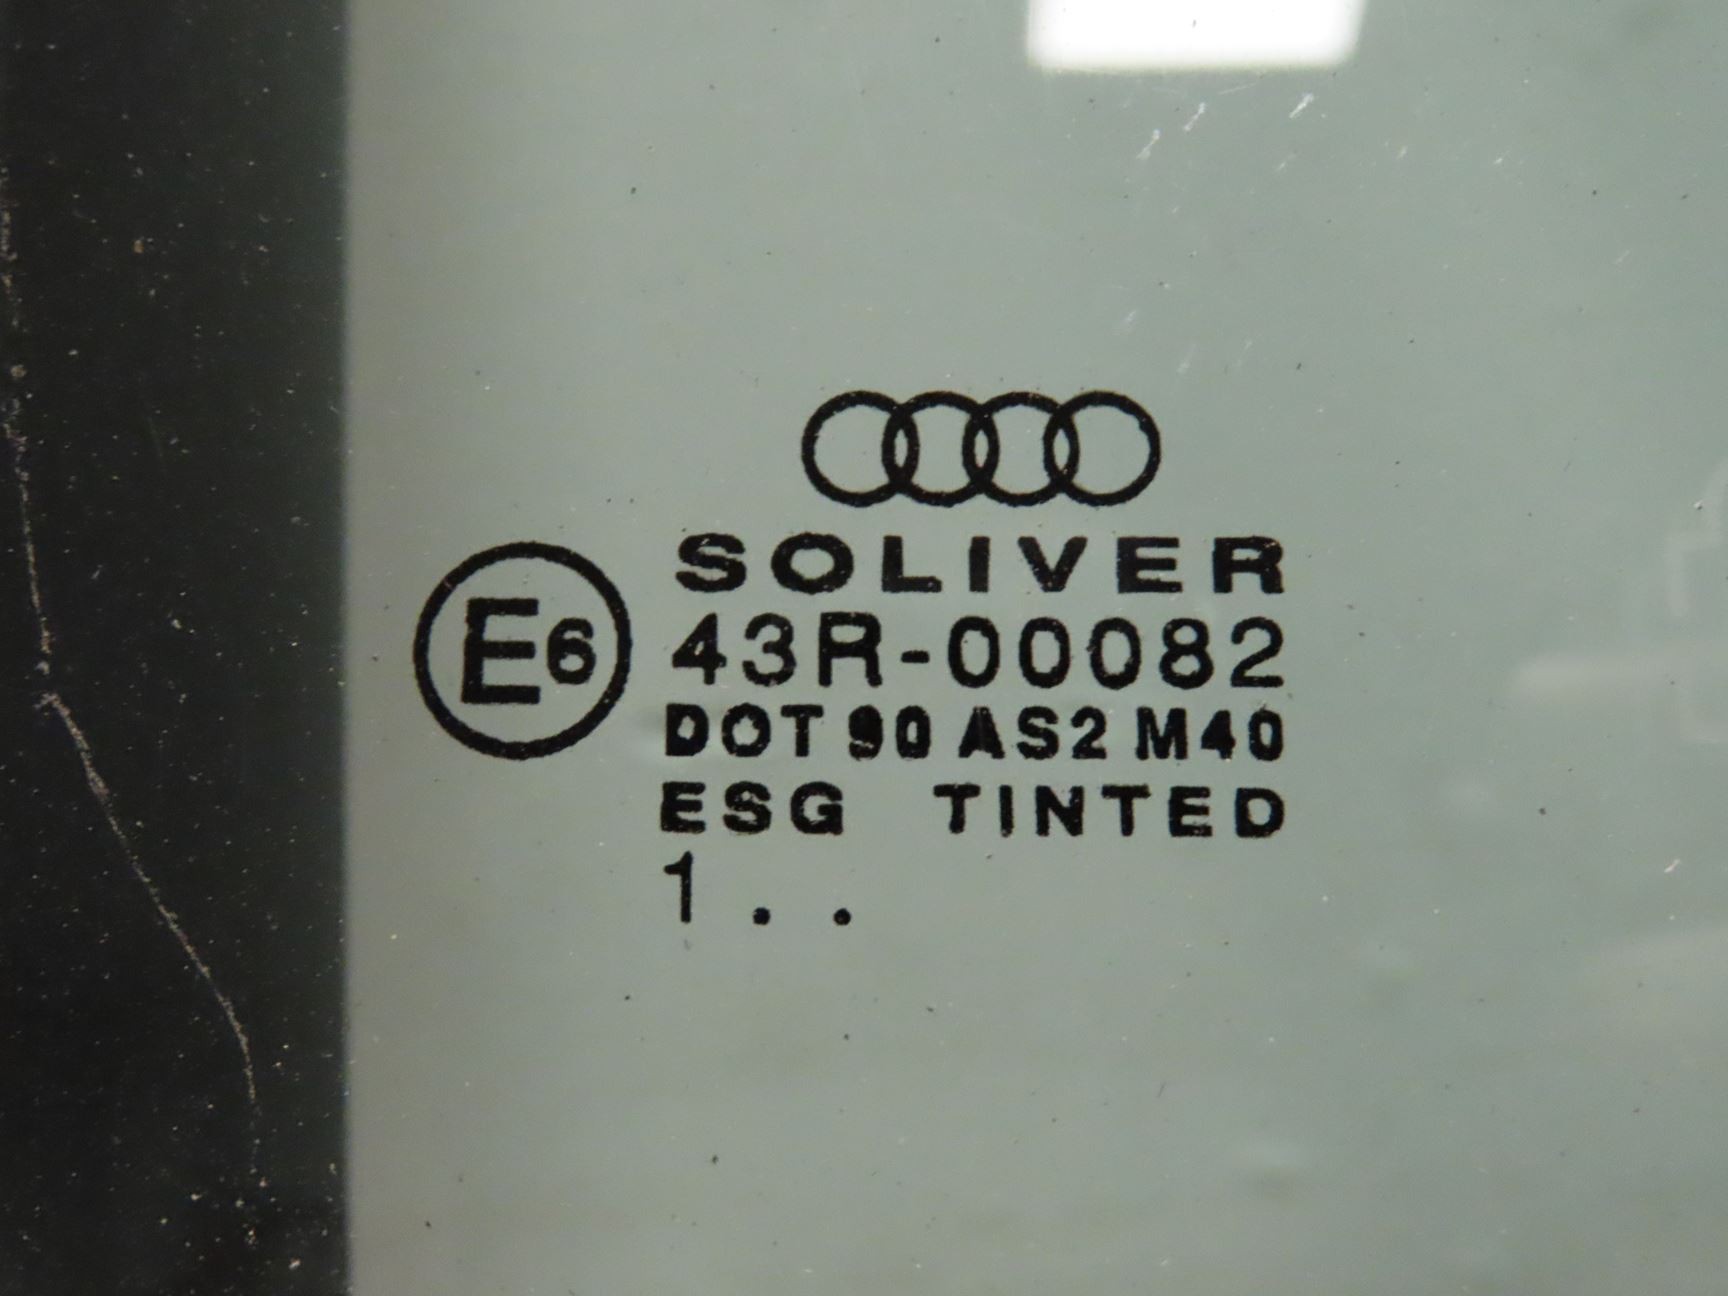 SOLIVER
E6
43R-00082
DOT 90 AS2 M40
ESG TINTED
1 . .